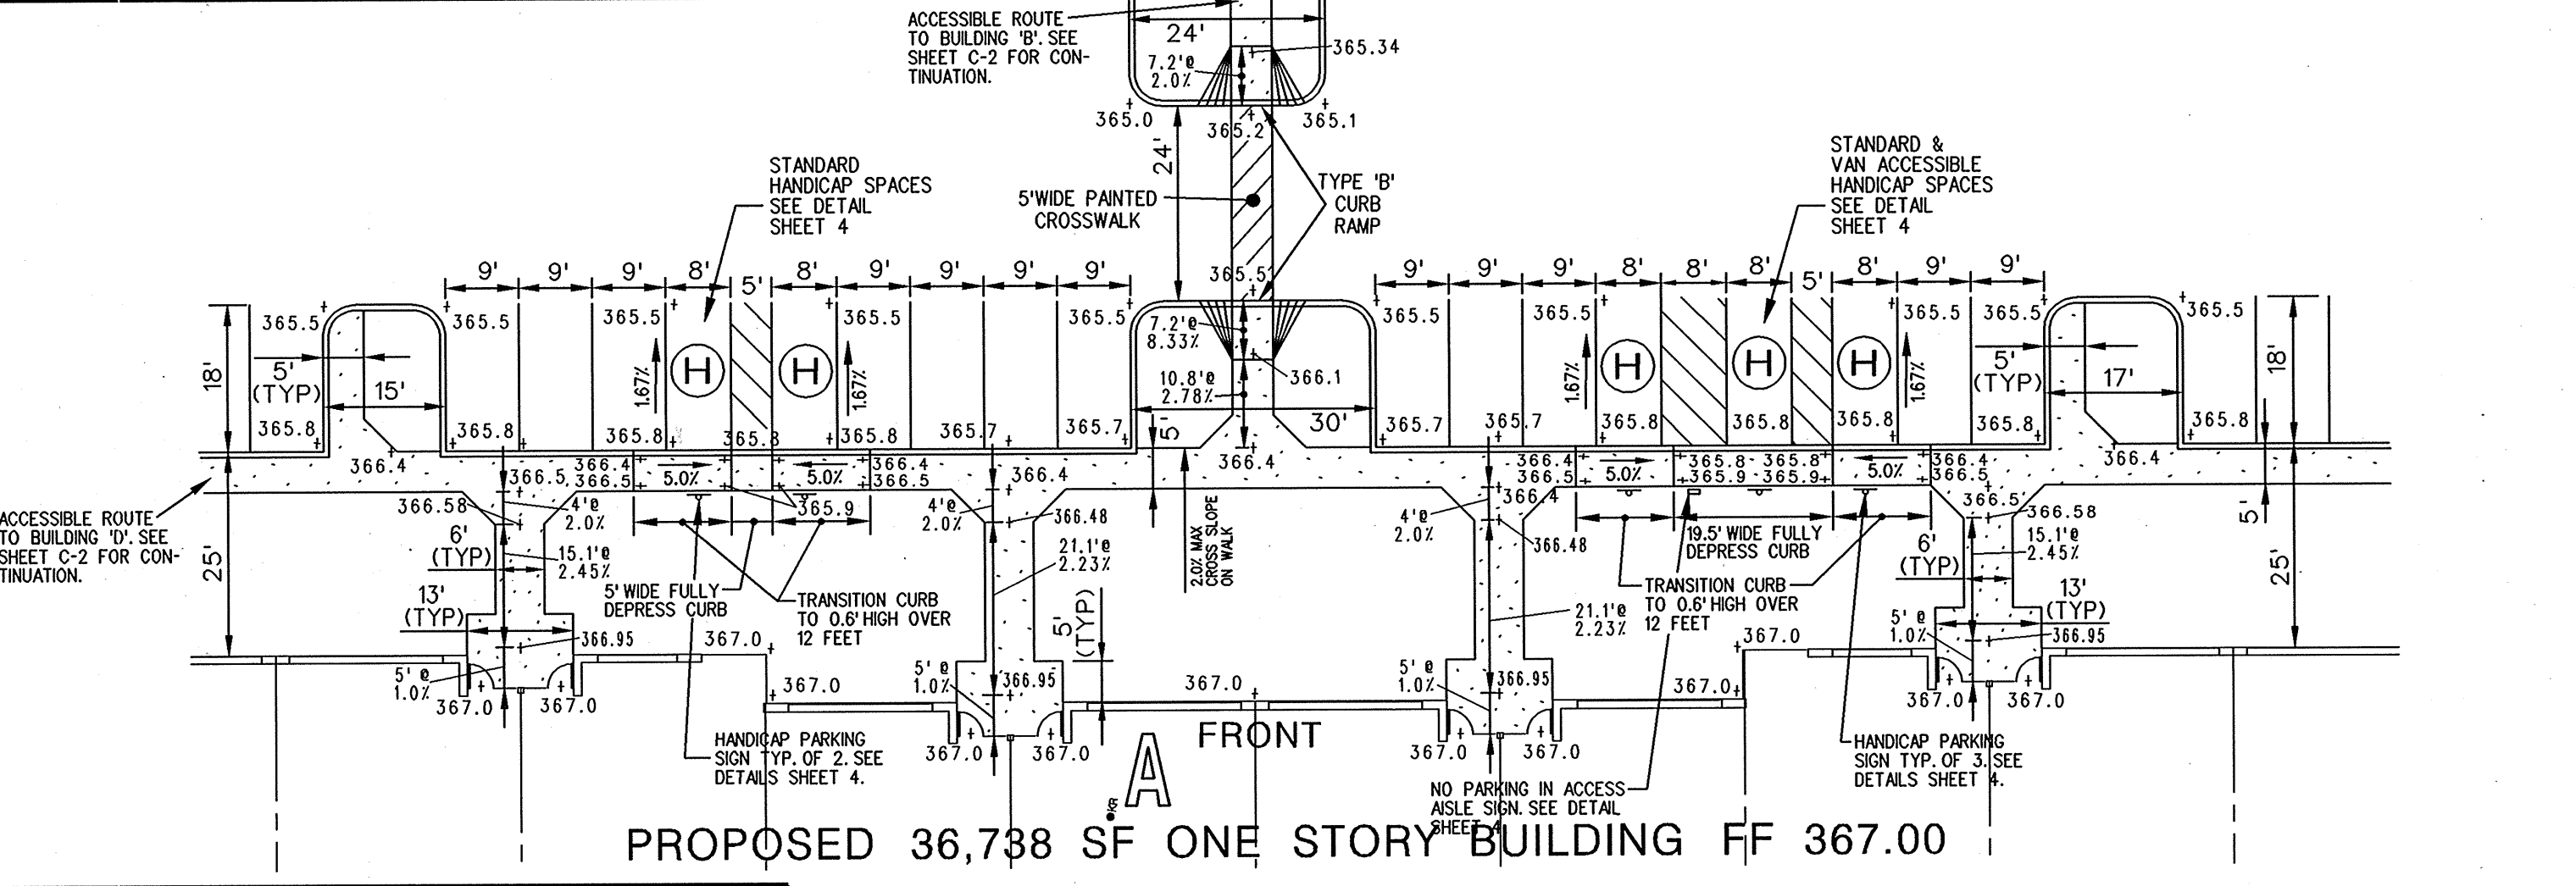 ACCESSIBLE ROUTE
TO BUILDING 'B'. SEE
SHEET C-2 FOR CON-
TINUATION.
24'
365.34
7.2'@
2.0%
365.0
365.2
365.1
24'
5'WIDE PAINTED
CROSSWALK
TYPE 'B'
CURB
RAMP
STANDARD
HANDICAP SPACES
SEE DETAIL
SHEET 4
STANDARD &
VAN ACCESSIBLE
HANDICAP SPACES
SEE DETAIL
SHEET 4
9' 9' 9' 8' 5' 8' 9' 9' 9' 9'
365.5
9' 9' 9' 8' 8' 8' 5' 8' 9' 9'
365.5 365.5 365.5 365.5 365.5
365.5 365.5 365.5 365.5
18'
5'
(TYP)
15'
1.67%
H
H
1.67%
7.2'@
8.33%
366.1
10.8'@
2.78%
30'
5'
1.67%
H
H
H
1.67%
5'
(TYP)
17'
18'
365.8 365.8 365.8 365.8 365.8 365.7 365.7
365.7 365.7 365.8 365.8 365.8 365.8 365.8
366.4
366.5
366.4
366.5
5.0%
5.0%
366.4
366.5
366.4
366.4
366.4
366.5
5.0%
365.8 365.8
365.9 365.9
5.0%
366.4
366.5
366.4
366.5
366.4
366.58
4'@
2.0%
365.9
4'@
2.0%
366.48
2.0% MAX
CROSS SLOPE
ON WALK
4'@
2.0%
366.48
19.5' WIDE FULLY
DEPRESS CURB
366.58
5'
ACCESSIBLE ROUTE
TO BUILDING 'D'. SEE
SHEET C-2 FOR CON-
TINUATION.
25'
6'
(TYP)
15.1'@
2.45%
13'
(TYP)
5' WIDE FULLY
DEPRESS CURB
TRANSITION CURB
TO 0.6' HIGH OVER
12 FEET
21.1'@
2.23%
5'
(TYP)
21.1'@
2.23%
TRANSITION CURB
TO 0.6' HIGH OVER
12 FEET
6'
(TYP)
15.1'@
2.45%
13'
(TYP)
25'
366.95
367.0
5' @
1.0%
367.0 367.0
367.0
5' @
1.0%
366.95
367.0
367.0 367.0
5' @
1.0%
366.95
367.0
367.0 367.0
367.0
5' @
1.0%
366.95
367.0 367.0
HANDICAP PARKING
SIGN TYP. OF 2. SEE
DETAILS SHEET 4.
FRONT
A
NO PARKING IN ACCESS
AISLE SIGN. SEE DETAIL
SHEET 4
HANDICAP PARKING
SIGN TYP. OF 3. SEE
DETAILS SHEET 4.
PROPOSED 36,738 SF ONE STORY BUILDING FF 367.00